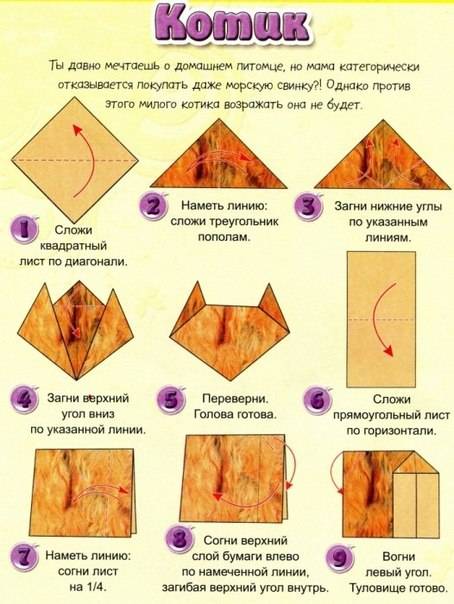 Котик
Ты давно мечтаешь о домашнем питомце, но мама категорически
отказывается покупать даже морскую свинку?! Однако против
этого милого котика возражать она не будет.
1
Сложи
квадратный
лист по диагонали.
2
Наметь линию:
сложи треугольник
пополам.
3
Загни нижние углы
по указанным
линиям.
4
Загни верхний
угол вниз
по указанной линии.
5
Переверни.
Голова готова.
6
Сложи
прямоугольный лист
по горизонтали.
7
Наметь линию:
согни лист
на 1/4.
8
Согни верхний
слой бумаги влево
по намеченной линии,
загибая верхний угол внутрь.
9
Вогни
левый угол.
Туловище готово.